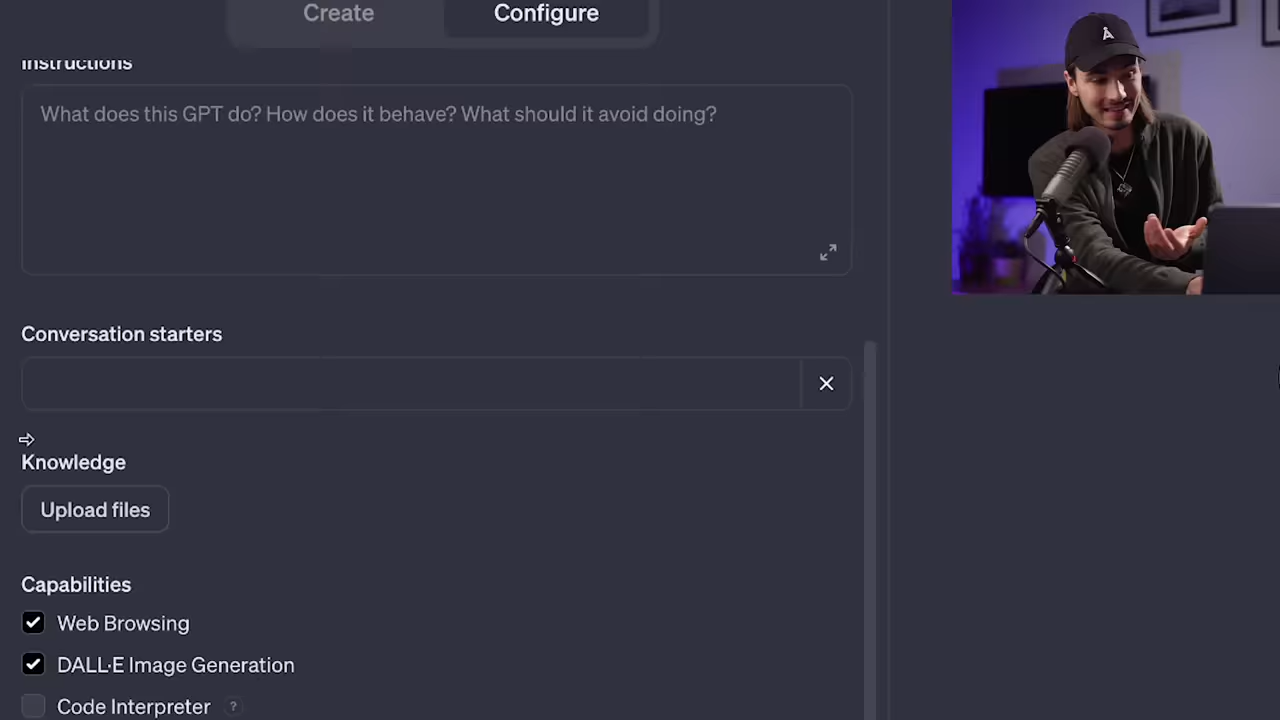 Create
Configure
Instructions
What does this GPT do? How does it behave? What should it avoid doing?
Conversation starters
Knowledge
Upload files
Capabilities
Web Browsing
DALL·E Image Generation
Code Interpreter ?